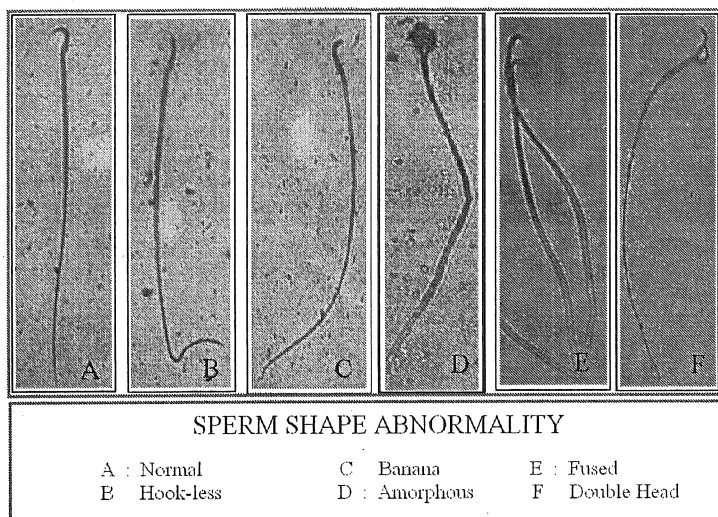 A B C D E F
SPERM SHAPE ABNORMALITY
A : Normal C Banana E : Fused
B Hook-less D : Amorphous F Double Head